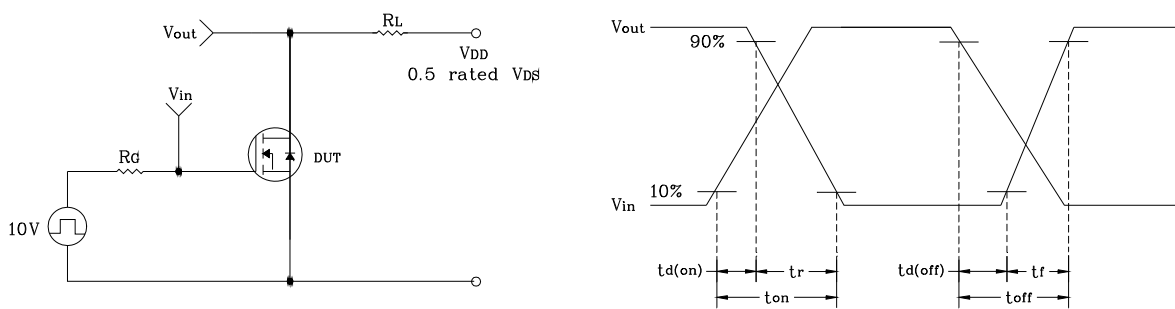 Vout
RL
VDD
0.5 rated VDS
Vin
RG
DUT
10V
Vout
90%
10%
Vin
td(on)
tr
td(off)
tf
ton
toff